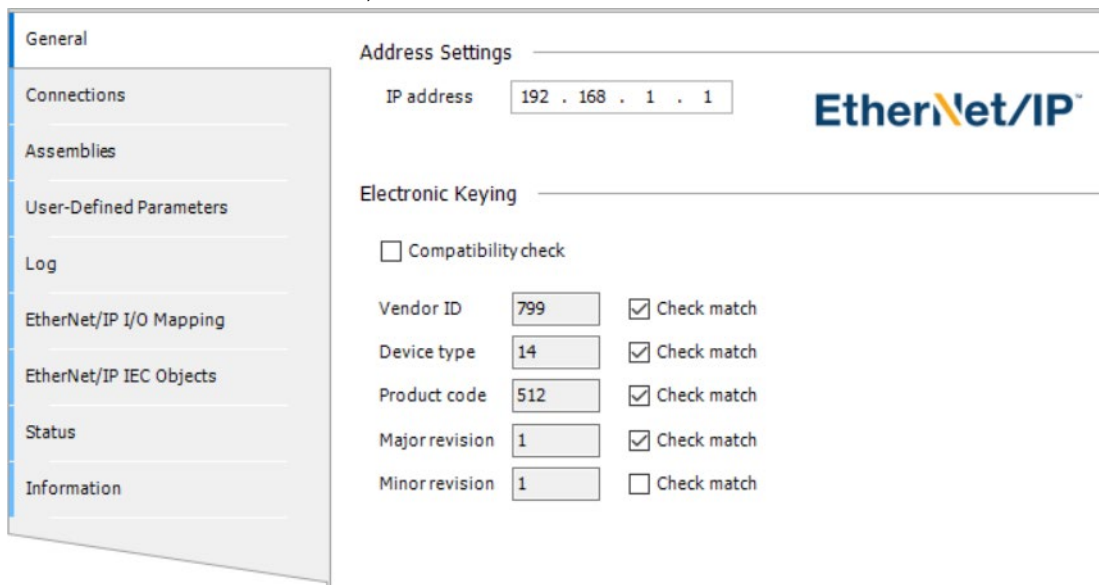 General
Connections
Assemblies
User-Defined Parameters
Log
EtherNet/IP I/O Mapping
EtherNet/IP IEC Objects
Status
Information
Address Settings
IP address 192 . 168 . 1 . 1
EtherNet/IP™
Electronic Keying
Compatibility check
Vendor ID 799 Check match
Device type 14 Check match
Product code 512 Check match
Major revision 1 Check match
Minor revision 1 Check match